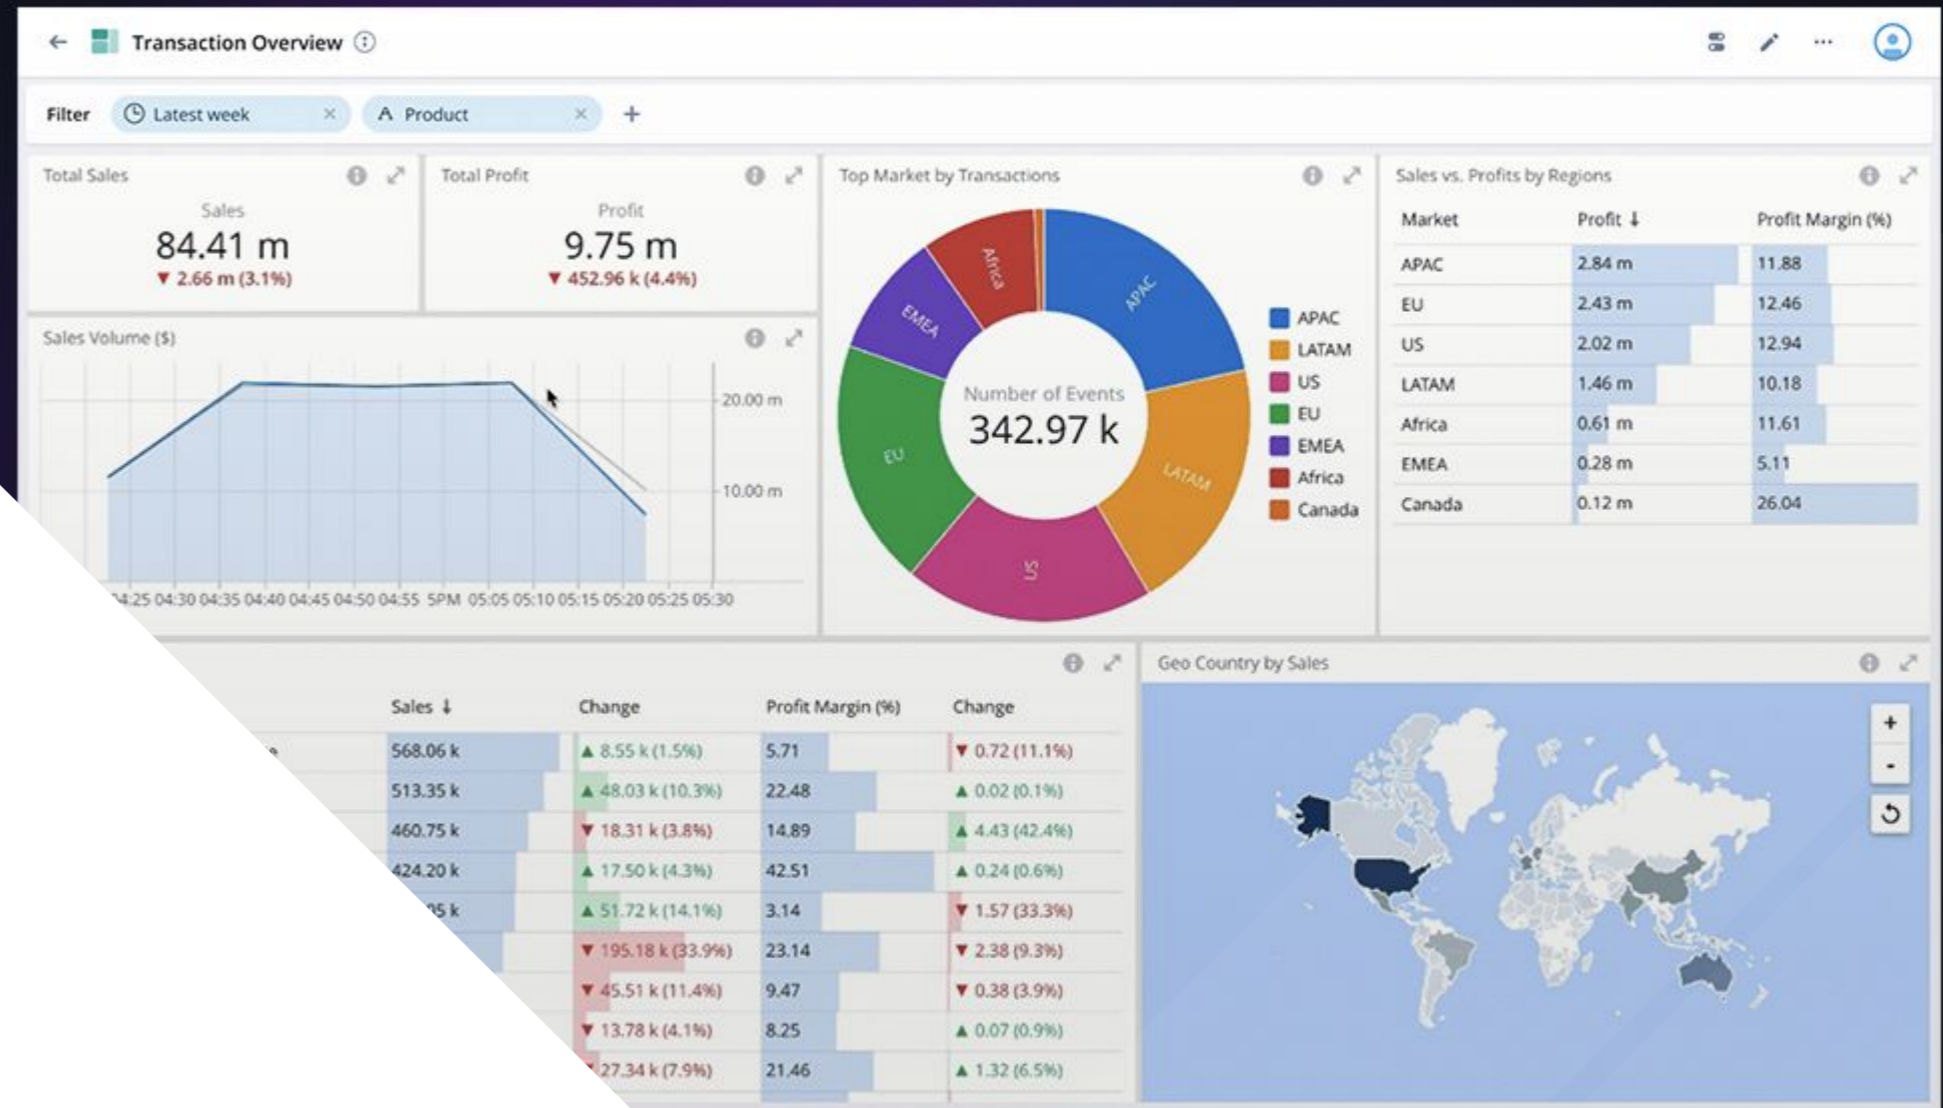 Transaction Overview
Filter Latest week Product
Total Sales
Sales
84.41 m
▼ 2.66 m (3.1%)
Total Profit
Profit
9.75 m
▼ 452.96 k (4.4%)
Sales Volume ($)
20.00 m
10.00 m
04:25 04:30 04:35 04:40 04:45 04:50 04:55 5PM 05:05 05:10 05:15 05:20 05:25 05:30
Top Market by Transactions
APAC
LATAM
US
EU
EMEA
Africa
Number of Events
342.97 k
APAC
LATAM
US
EU
EMEA
Africa
Canada
Sales vs. Profits by Regions
Market Profit ↓ Profit Margin (%)
APAC 2.84 m 11.88
EU 2.43 m 12.46
US 2.02 m 12.94
LATAM 1.46 m 10.18
Africa 0.61 m 11.61
EMEA 0.28 m 5.11
Canada 0.12 m 26.04
Sales ↓ Change Profit Margin (%) Change
568.06 k ▲ 8.55 k (1.5%) 5.71 ▼ 0.72 (11.1%)
513.35 k ▲ 48.03 k (10.3%) 22.48 ▲ 0.02 (0.1%)
460.75 k ▼ 18.31 k (3.8%) 14.89 ▲ 4.43 (42.4%)
424.20 k ▲ 17.50 k (4.3%) 42.51 ▲ 0.24 (0.6%)
▲ 51.72 k (14.1%) 3.14 ▼ 1.57 (33.3%)
▼ 195.18 k (33.9%) 23.14 ▼ 2.38 (9.3%)
▼ 45.51 k (11.4%) 9.47 ▼ 0.38 (3.9%)
▼ 13.78 k (4.1%) 8.25 ▲ 0.07 (0.9%)
27.34 k (7.9%) 21.46 ▲ 1.32 (6.5%)
Geo Country by Sales
+
-